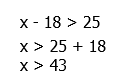 x - 18 > 25
x > 25 + 18
x > 43